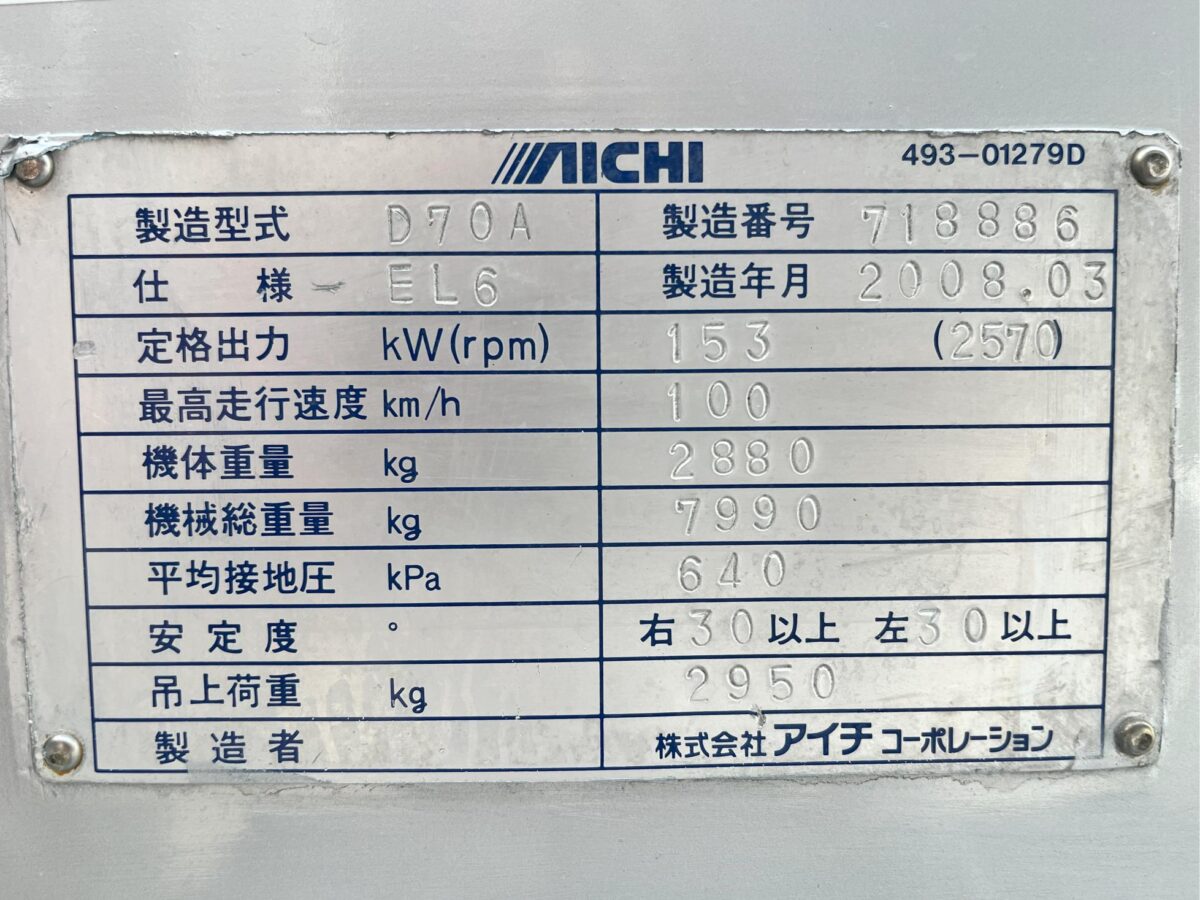 AICHI 493-01279D
製造型式 D70A 製造番号 718886
仕様 EL6 製造年月 2008.03
定格出力 kW(rpm) 153 (2570)
最高走行速度 km/h 100
機体重量 kg 2880
機械総重量 kg 7990
平均接地圧 kPa 640
安定度 ° 右30以上 左30以上
吊上荷重 kg 2950
製造者 株式会社アイチコーポレーション